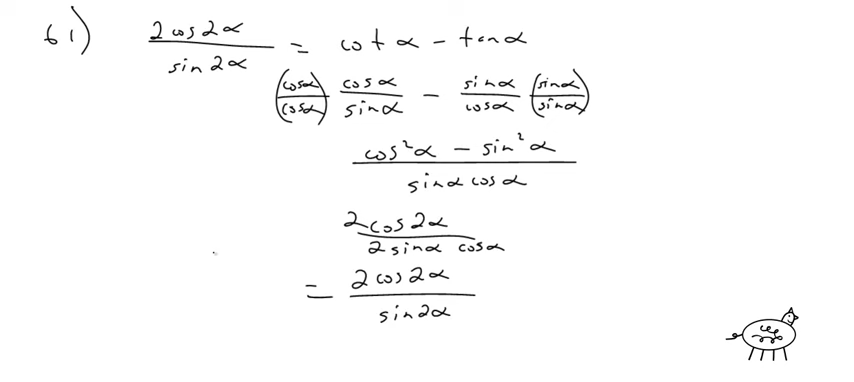 61) 2cos2α / sin2α = cotα - tanα
(cosα/cosα) cosα/sinα - sinα/cosα (sinα/sinα)
cos²α - sin²α / sinα cosα
2cos2α / 2sinα cosα
= 2cos2α / sin2α